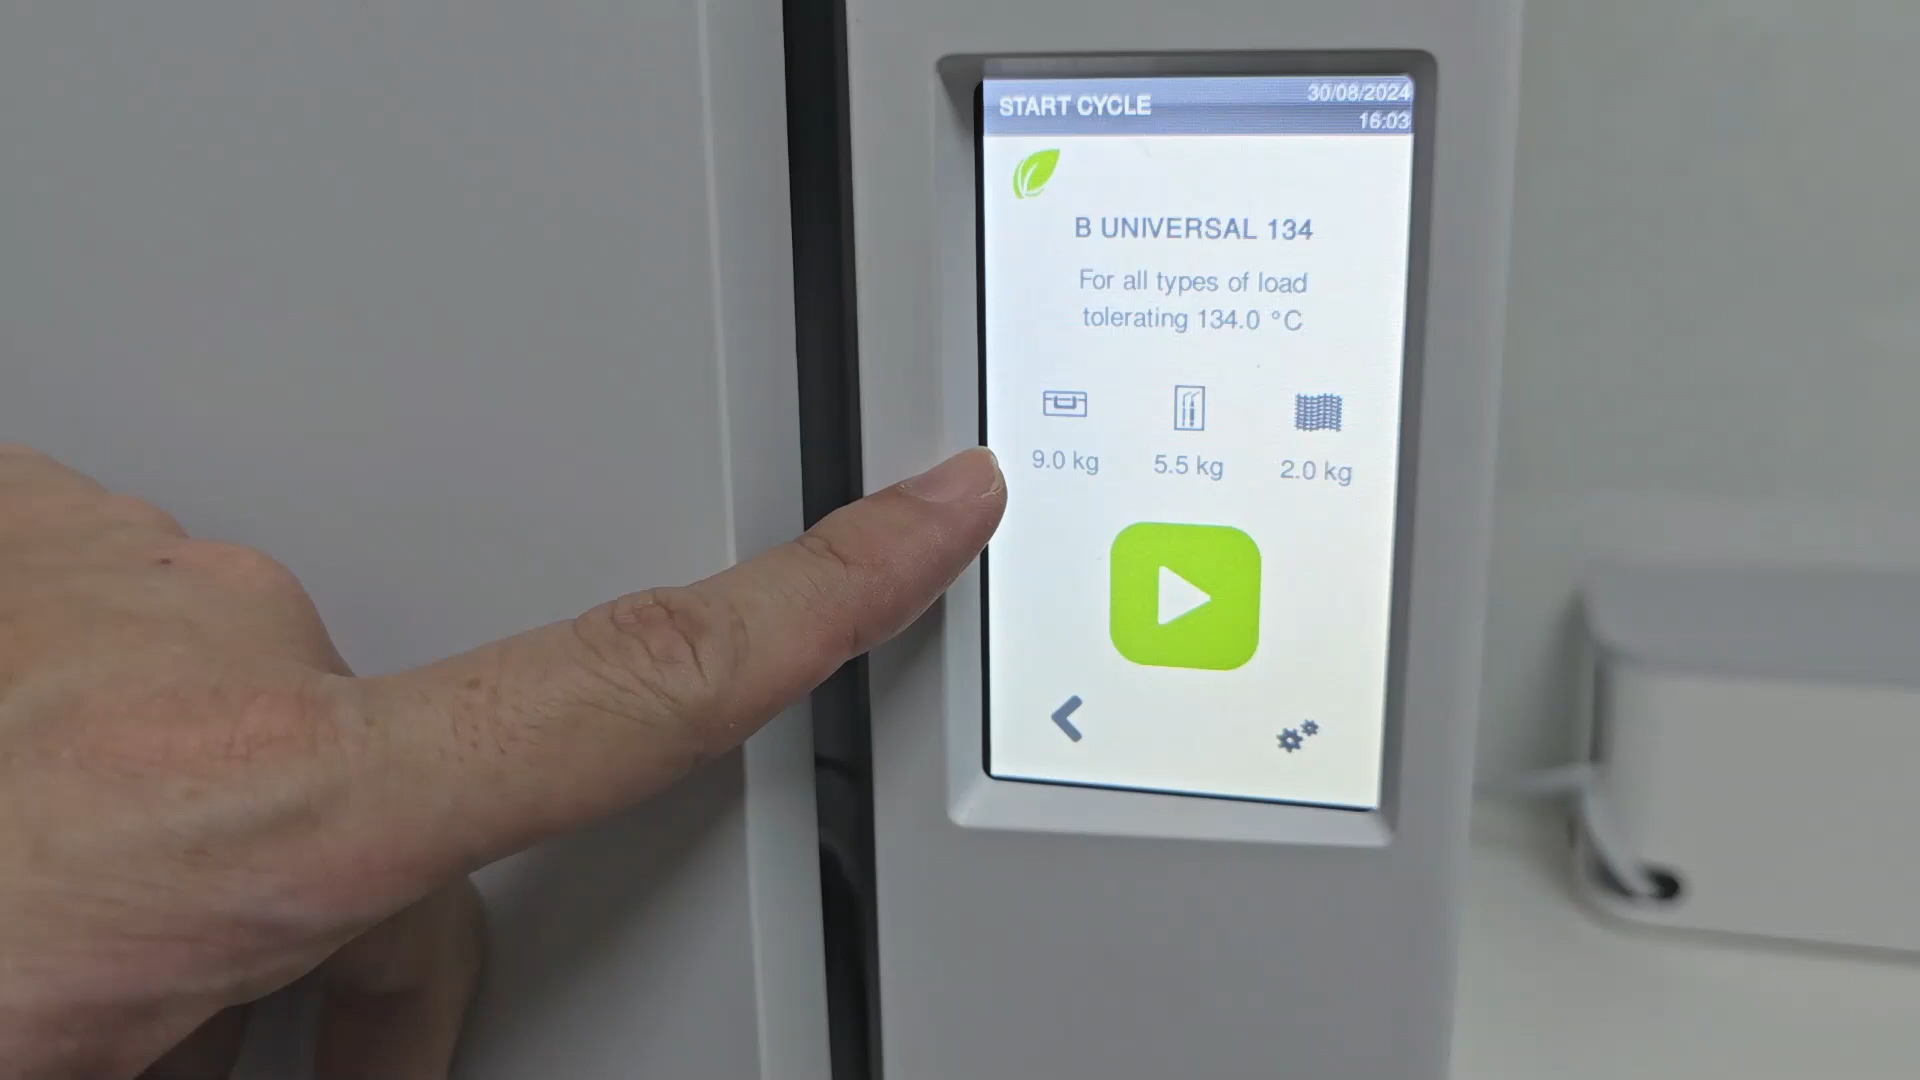 START CYCLE
30/08/2024
16:03
B UNIVERSAL 134
For all types of load
tolerating 134.0 °C
9.0 kg
5.5 kg
2.0 kg